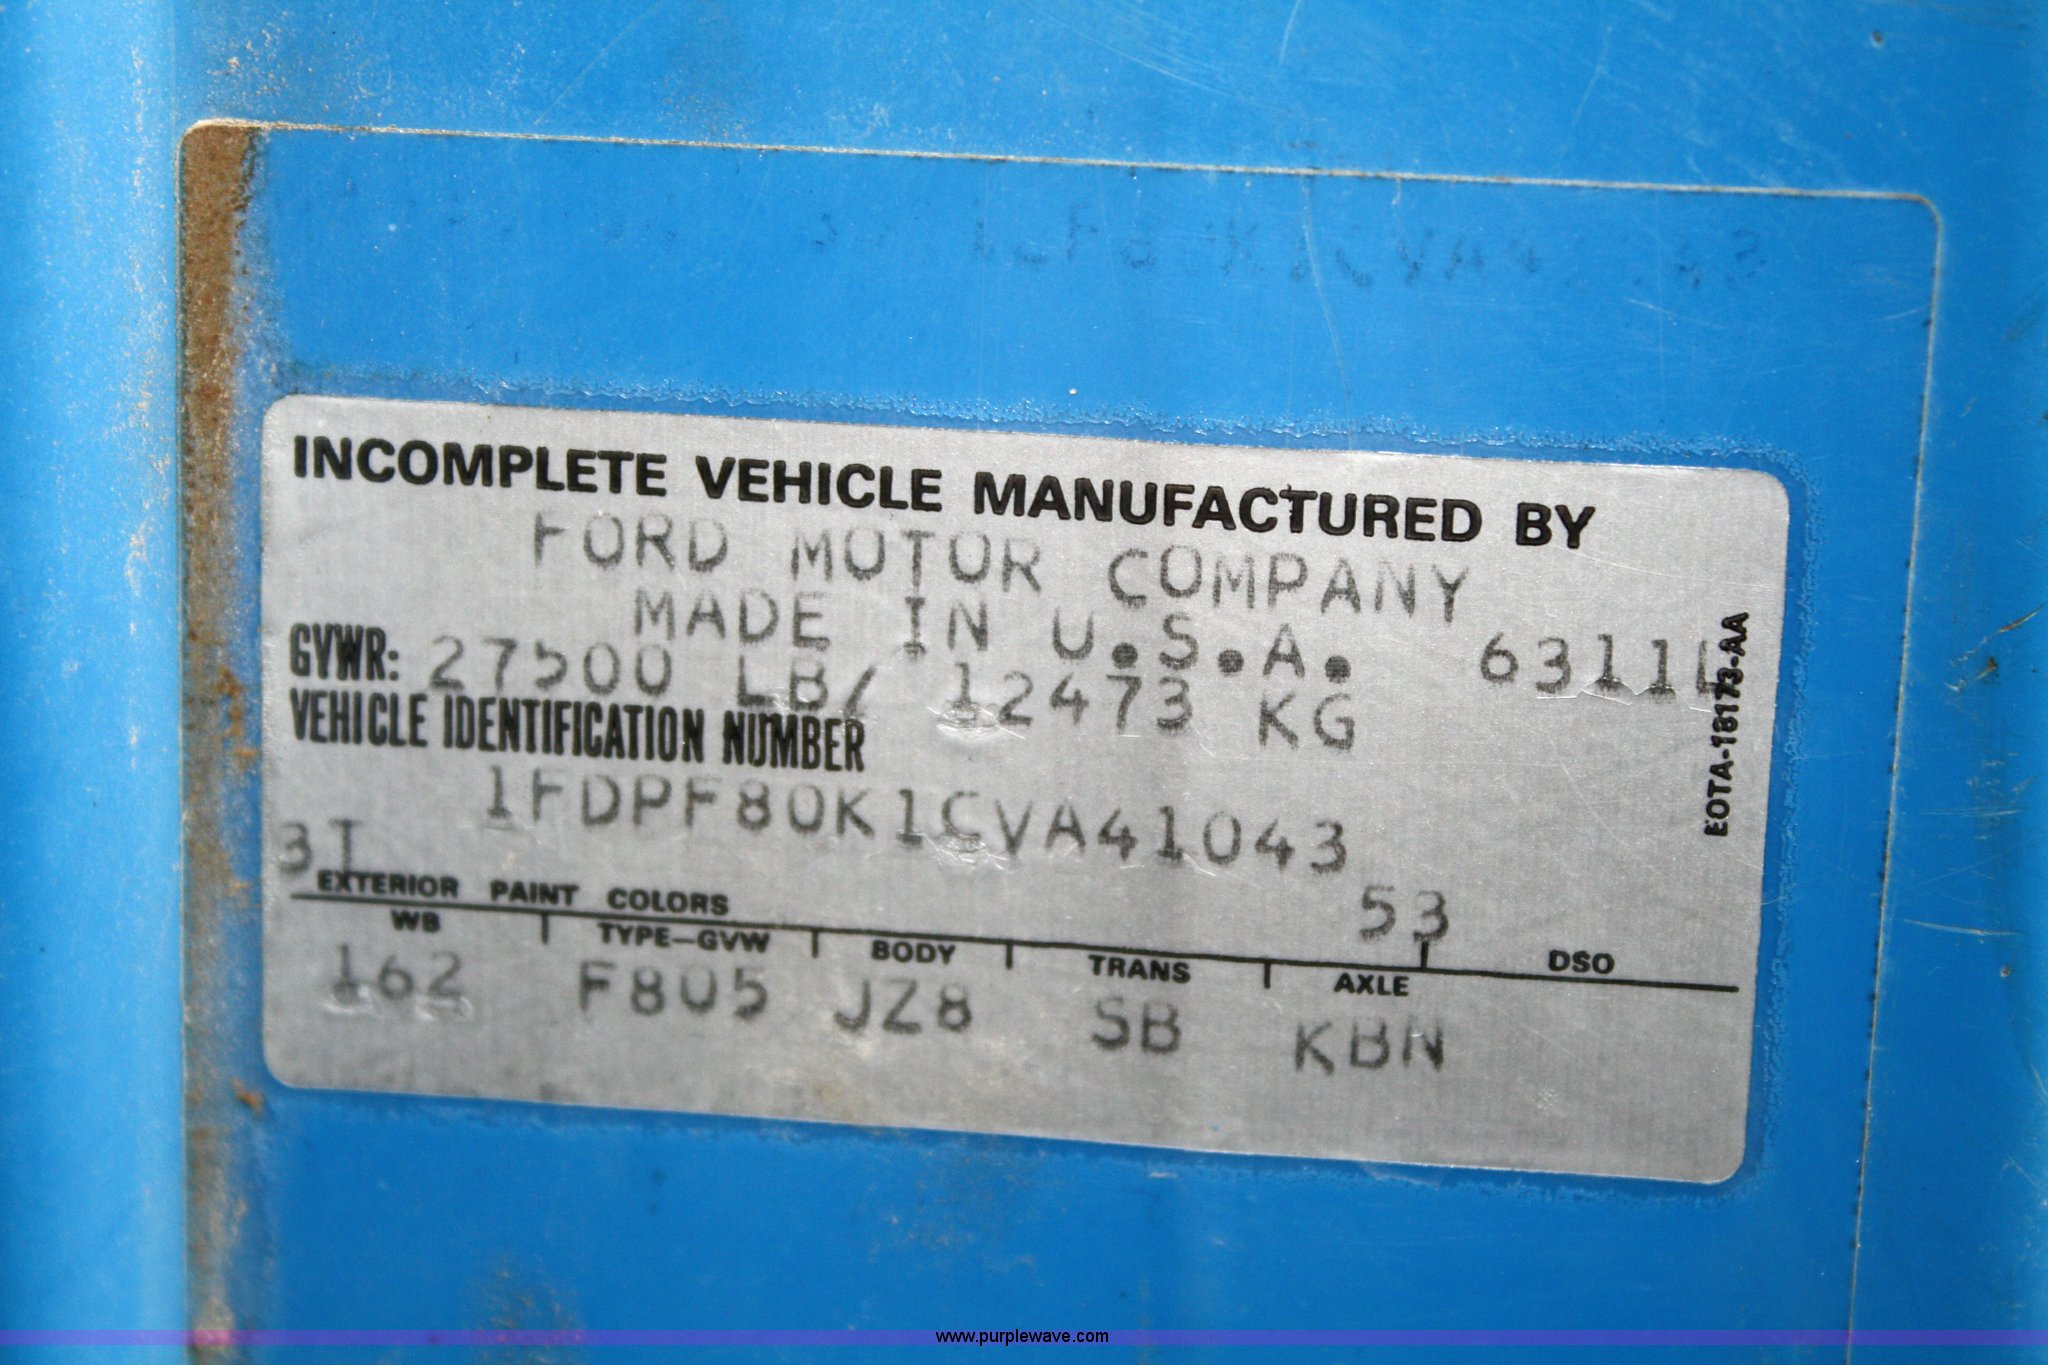 INCOMPLETE VEHICLE MANUFACTURED BY
FORD MOTOR COMPANY
MADE IN U.S.A. 6311L
GVWR: 27500 LB/ 12473 KG
VEHICLE IDENTIFICATION NUMBER
1FDPF80K1CVA41043
3T
EXTERIOR PAINT COLORS 53 DSO
WB TYPE-GVW BODY TRANS AXLE
162 F805 JZ8 SB KBN
EOTA-18173-AA
www.purplewave.com